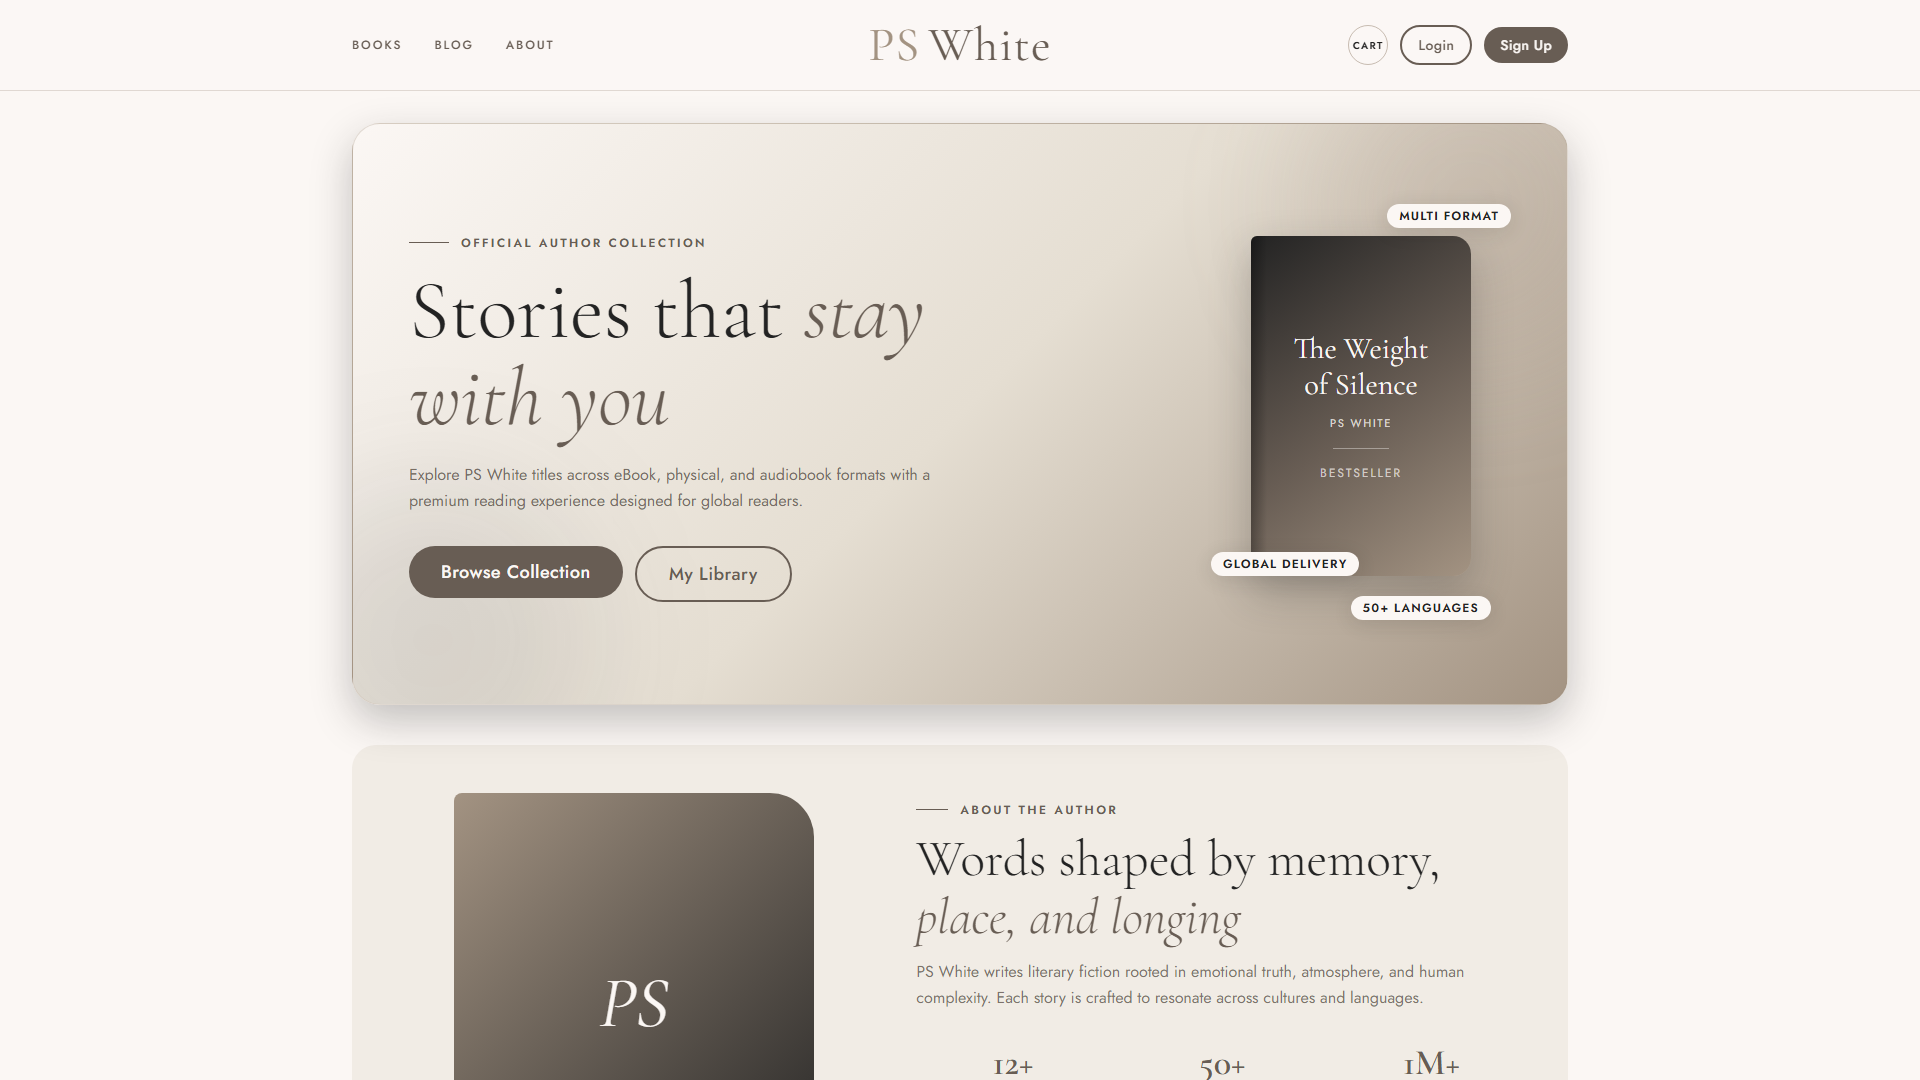 BOOKS
BLOG
ABOUT
PS White
CART
Login
Sign Up
OFFICIAL AUTHOR COLLECTION
Stories that stay
with you
Explore PS White titles across eBook, physical, and audiobook formats with a
premium reading experience designed for global readers.
Browse Collection
My Library
MULTI FORMAT
The Weight
of Silence
PS WHITE
BESTSELLER
GLOBAL DELIVERY
50+ LANGUAGES
PS
ABOUT THE AUTHOR
Words shaped by memory,
place, and longing
PS White writes literary fiction rooted in emotional truth, atmosphere, and human
complexity. Each story is crafted to resonate across cultures and languages.
12+
50+
1M+